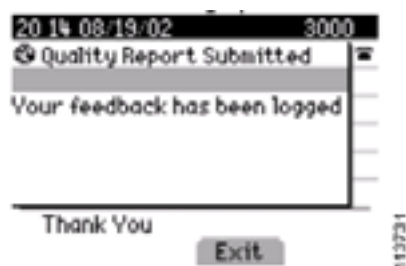 20 14 08/19/02 3000
Quality Report Submitted
Your feedback has been logged
Thank You
Exit
113731